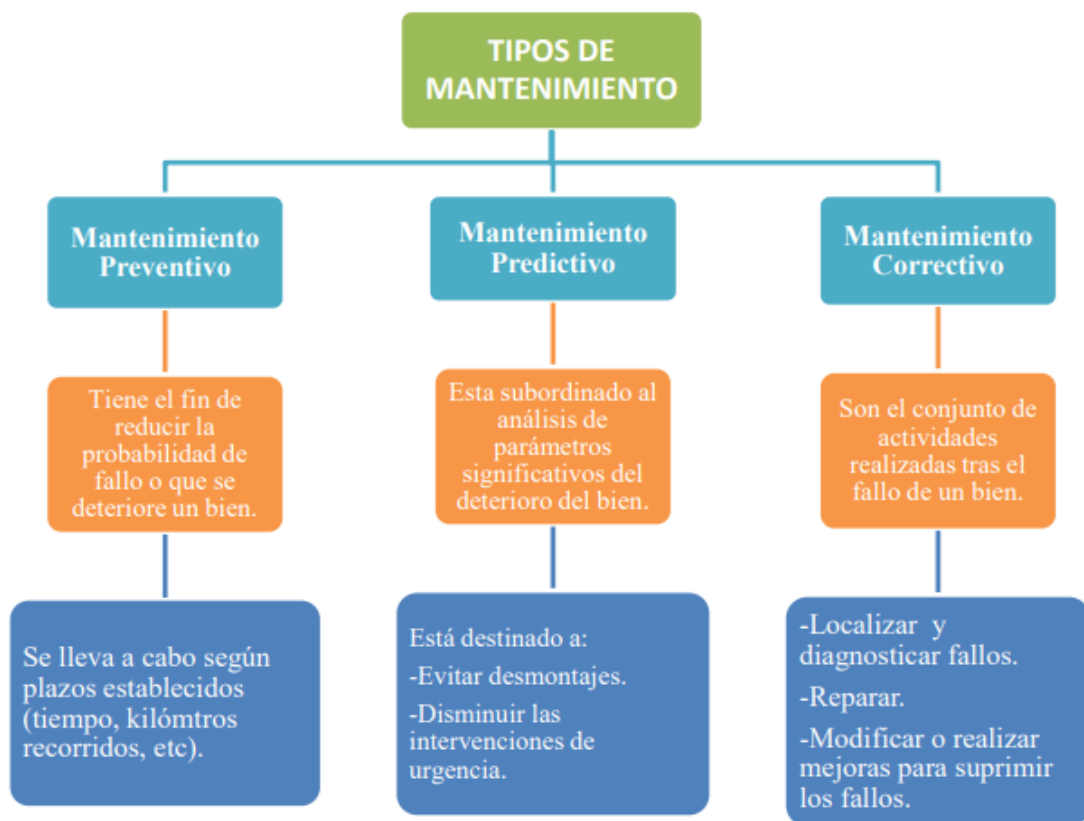 TIPOS DE
MANTENIMIENTO
Mantenimiento
Preventivo
Tiene el fin de
reducir la
probabilidad de
fallo o que se
deteriore un bien.
Se lleva a cabo según
plazos establecidos
(tiempo, kilómtros
recorridos, etc).
Mantenimiento
Predictivo
Esta subordinado al
análisis de
parámetros
significativos del
deterioro del bien.
Está destinado a:
-Evitar desmontajes.
-Disminuir las
intervenciones de
urgencia.
Mantenimiento
Correctivo
Son el conjunto de
actividades
realizadas tras el
fallo de un bien.
-Localizar y
diagnosticar fallos.
-Reparar.
-Modificar o realizar
mejoras para suprimir
los fallos.